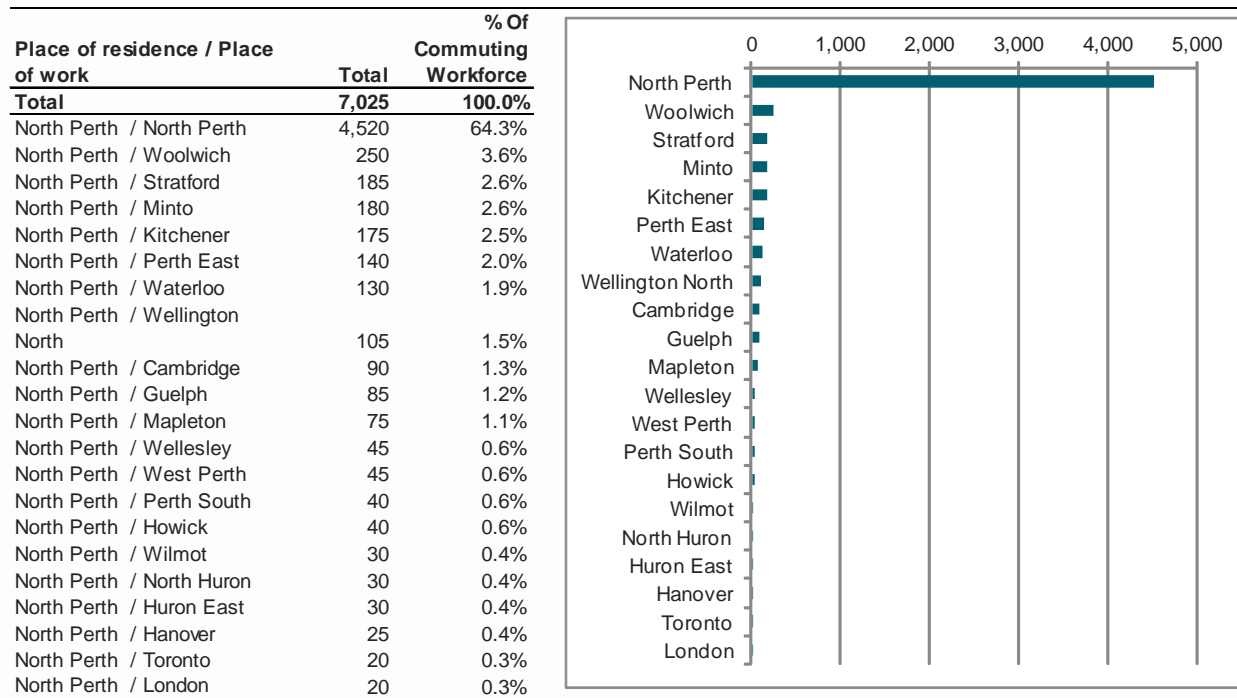 % Of
Place of residence / Place Commuting
of work Total Workforce
Total 7,025 100.0%
North Perth / North Perth 4,520 64.3%
North Perth / Woolwich 250 3.6%
North Perth / Stratford 185 2.6%
North Perth / Minto 180 2.6%
North Perth / Kitchener 175 2.5%
North Perth / Perth East 140 2.0%
North Perth / Waterloo 130 1.9%
North Perth / Wellington
North 105 1.5%
North Perth / Cambridge 90 1.3%
North Perth / Guelph 85 1.2%
North Perth / Mapleton 75 1.1%
North Perth / Wellesley 45 0.6%
North Perth / West Perth 45 0.6%
North Perth / Perth South 40 0.6%
North Perth / Howick 40 0.6%
North Perth / Wilmot 30 0.4%
North Perth / North Huron 30 0.4%
North Perth / Huron East 30 0.4%
North Perth / Hanover 25 0.4%
North Perth / Toronto 20 0.3%
North Perth / London 20 0.3%
0 1,000 2,000 3,000 4,000 5,000
North Perth
Woolwich
Stratford
Minto
Kitchener
Perth East
Waterloo
Wellington North
Cambridge
Guelph
Mapleton
Wellesley
West Perth
Perth South
Howick
Wilmot
North Huron
Huron East
Hanover
Toronto
London